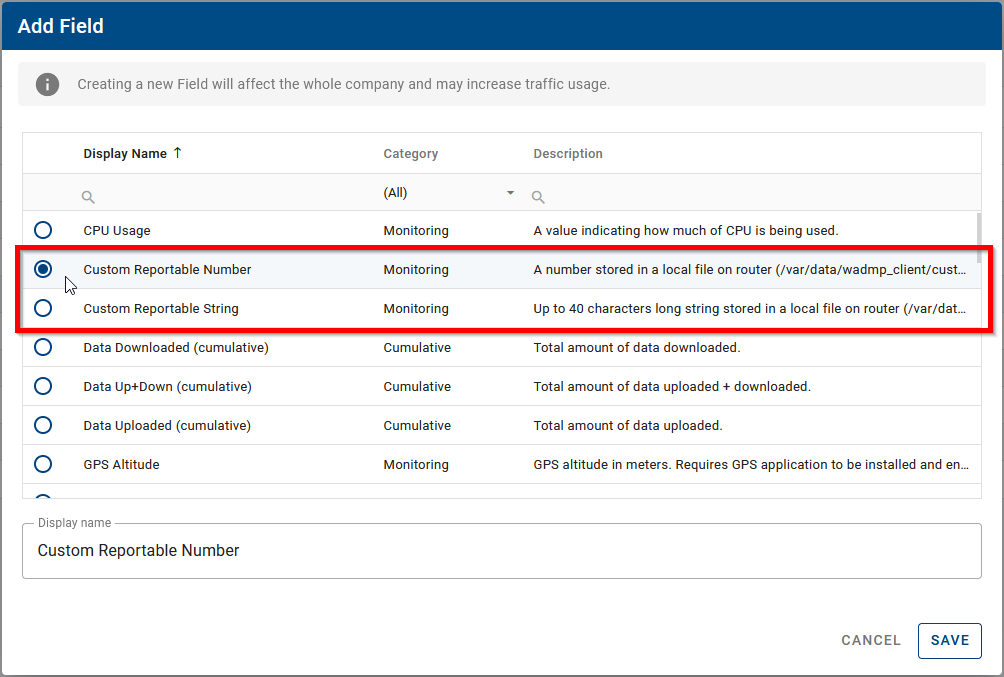 Add Field
Creating a new Field will affect the whole company and may increase traffic usage.
Display Name ↑ Category Description
(All)
CPU Usage Monitoring A value indicating how much of CPU is being used.
Custom Reportable Number Monitoring A number stored in a local file on router (/var/data/wadmp_client/cust...
Custom Reportable String Monitoring Up to 40 characters long string stored in a local file on router (/var/dat...
Data Downloaded (cumulative) Cumulative Total amount of data downloaded.
Data Up+Down (cumulative) Cumulative Total amount of data uploaded + downloaded.
Data Uploaded (cumulative) Cumulative Total amount of data uploaded.
GPS Altitude Monitoring GPS altitude in meters. Requires GPS application to be installed and en...
Display name
Custom Reportable Number
CANCEL SAVE